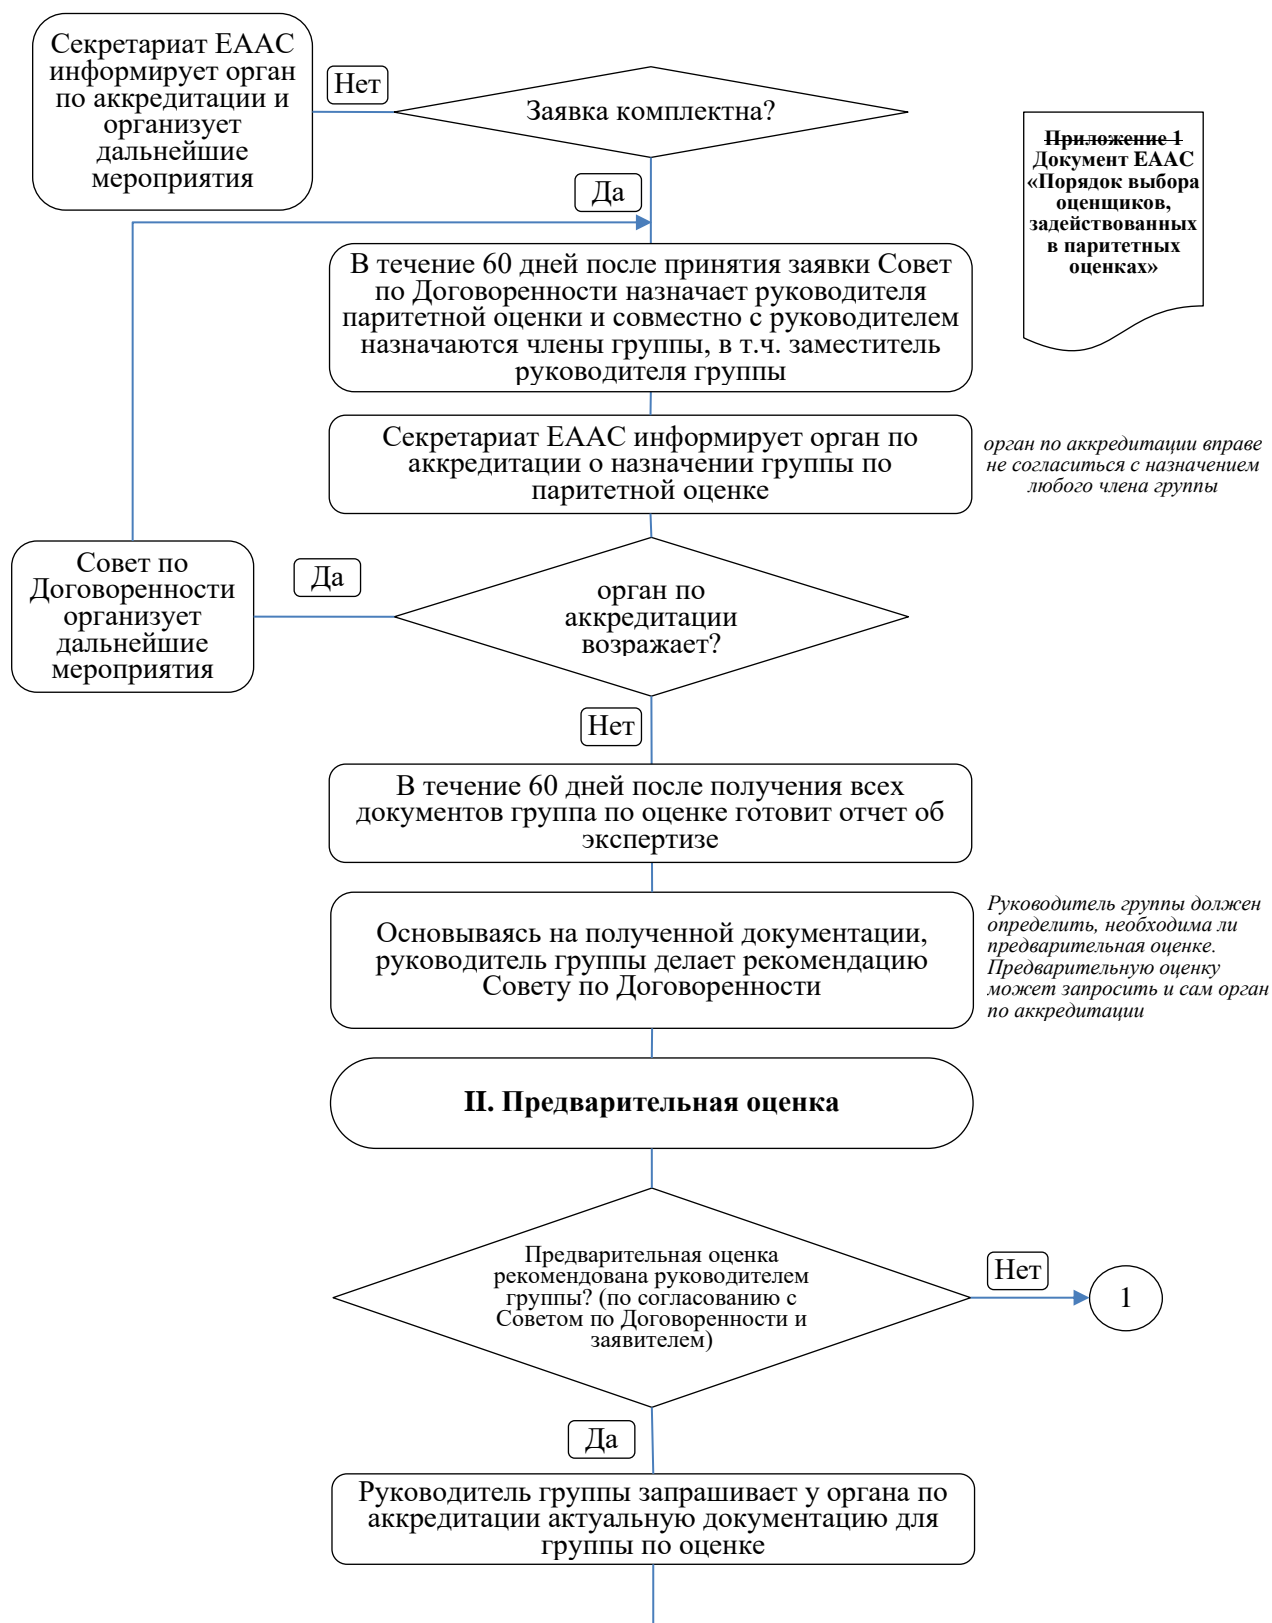 Секретариат ЕААС
информирует орган
по аккредитации и
организует
дальнейшие
мероприятия
Нет
Заявка комплектна?
Приложение 1
Документ ЕААС
«Порядок выбора
оценщиков,
задействованных
в паритетных
оценках»
Да
В течение 60 дней после принятия заявки Совет
по Договоренности назначает руководителя
паритетной оценки и совместно с руководителем
назначаются члены группы, в т.ч. заместитель
руководителя группы
Секретариат ЕААС информирует орган по
аккредитации о назначении группы по
паритетной оценке
орган по аккредитации вправе
не согласиться с назначением
любого члена группы
Совет по
Договоренности
организует
дальнейшие
мероприятия
Да
орган по
аккредитации
возражает?
Нет
В течение 60 дней после получения всех
документов группа по оценке готовит отчет об
экспертизе
Основываясь на полученной документации,
руководитель группы делает рекомендацию
Совету по Договоренности
Руководитель группы должен
определить, необходима ли
предварительная оценке.
Предварительную оценку
может запросить и сам орган
по аккредитации
II. Предварительная оценка
Предварительная оценка
рекомендована руководителем
группы? (по согласованию с
Советом по Договоренности и
заявителем)
Нет
1
Да
Руководитель группы запрашивает у органа по
аккредитации актуальную документацию для
группы по оценке